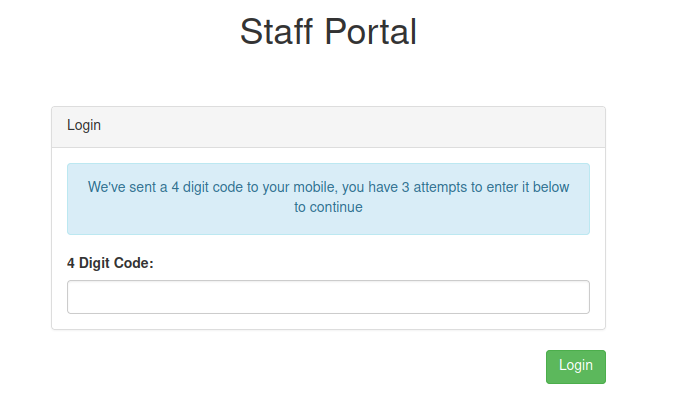 Staff Portal
Login
We've sent a 4 digit code to your mobile, you have 3 attempts to enter it below
to continue
4 Digit Code:
Login